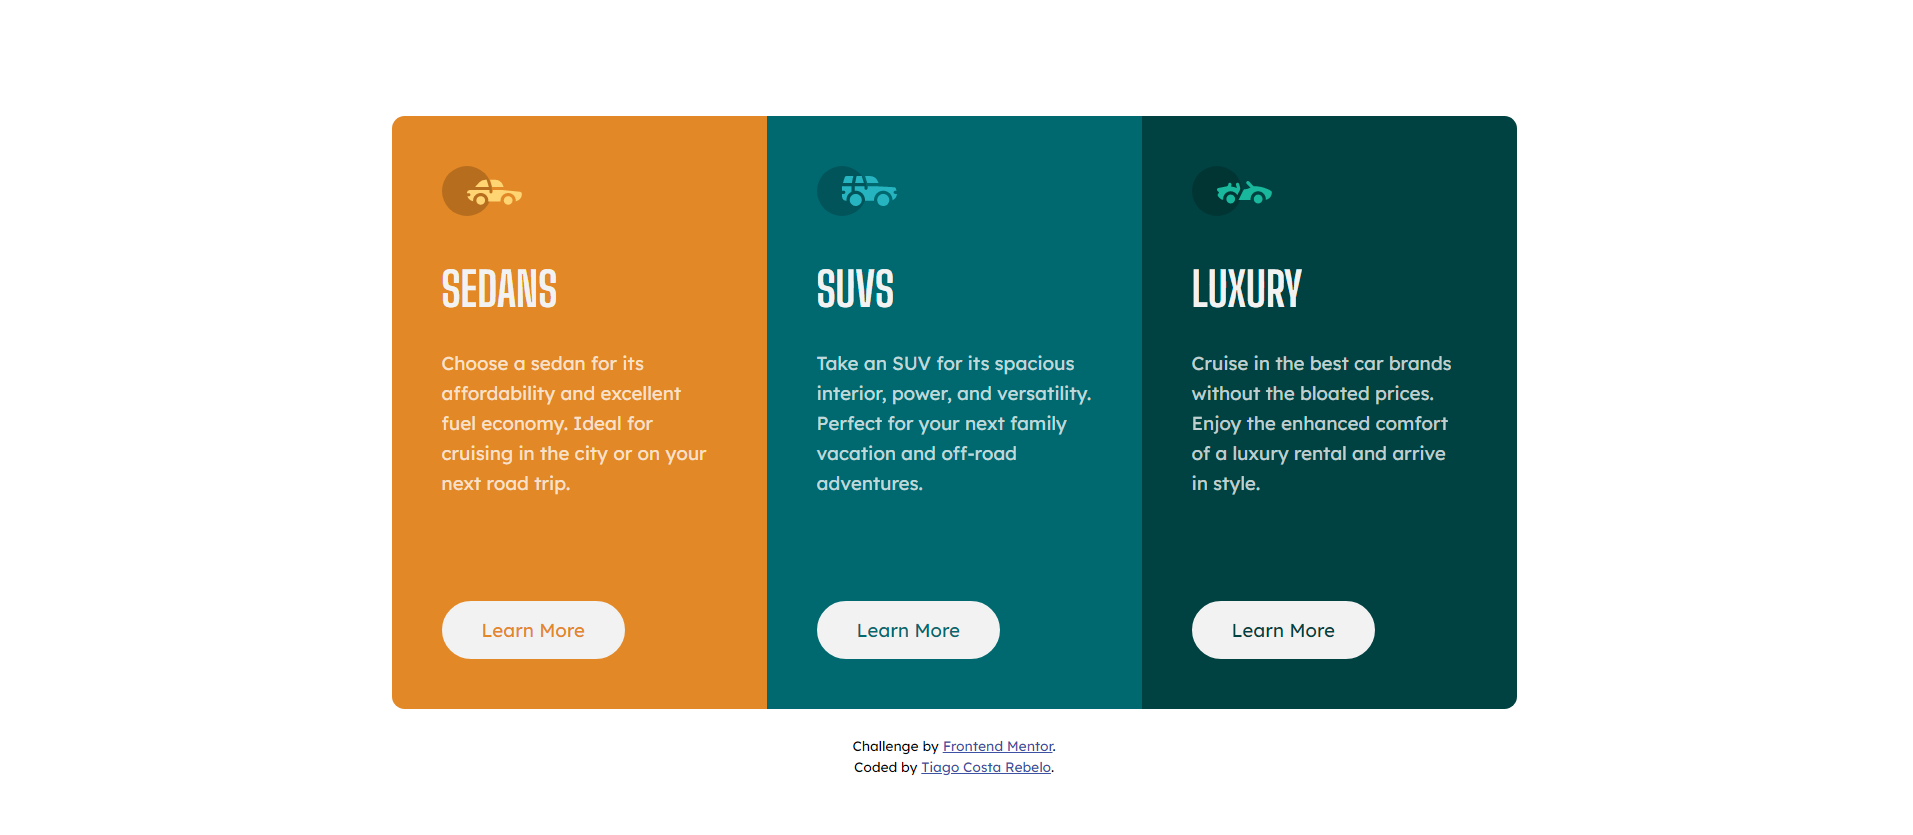 SEDANS
Choose a sedan for its
affordability and excellent
fuel economy. Ideal for
cruising in the city or on your
next road trip.
Learn More
SUVS
Take an SUV for its spacious
interior, power, and versatility.
Perfect for your next family
vacation and off-road
adventures.
Learn More
LUXURY
Cruise in the best car brands
without the bloated prices.
Enjoy the enhanced comfort
of a luxury rental and arrive
in style.
Learn More
Challenge by Frontend Mentor.
Coded by Tiago Costa Rebelo.